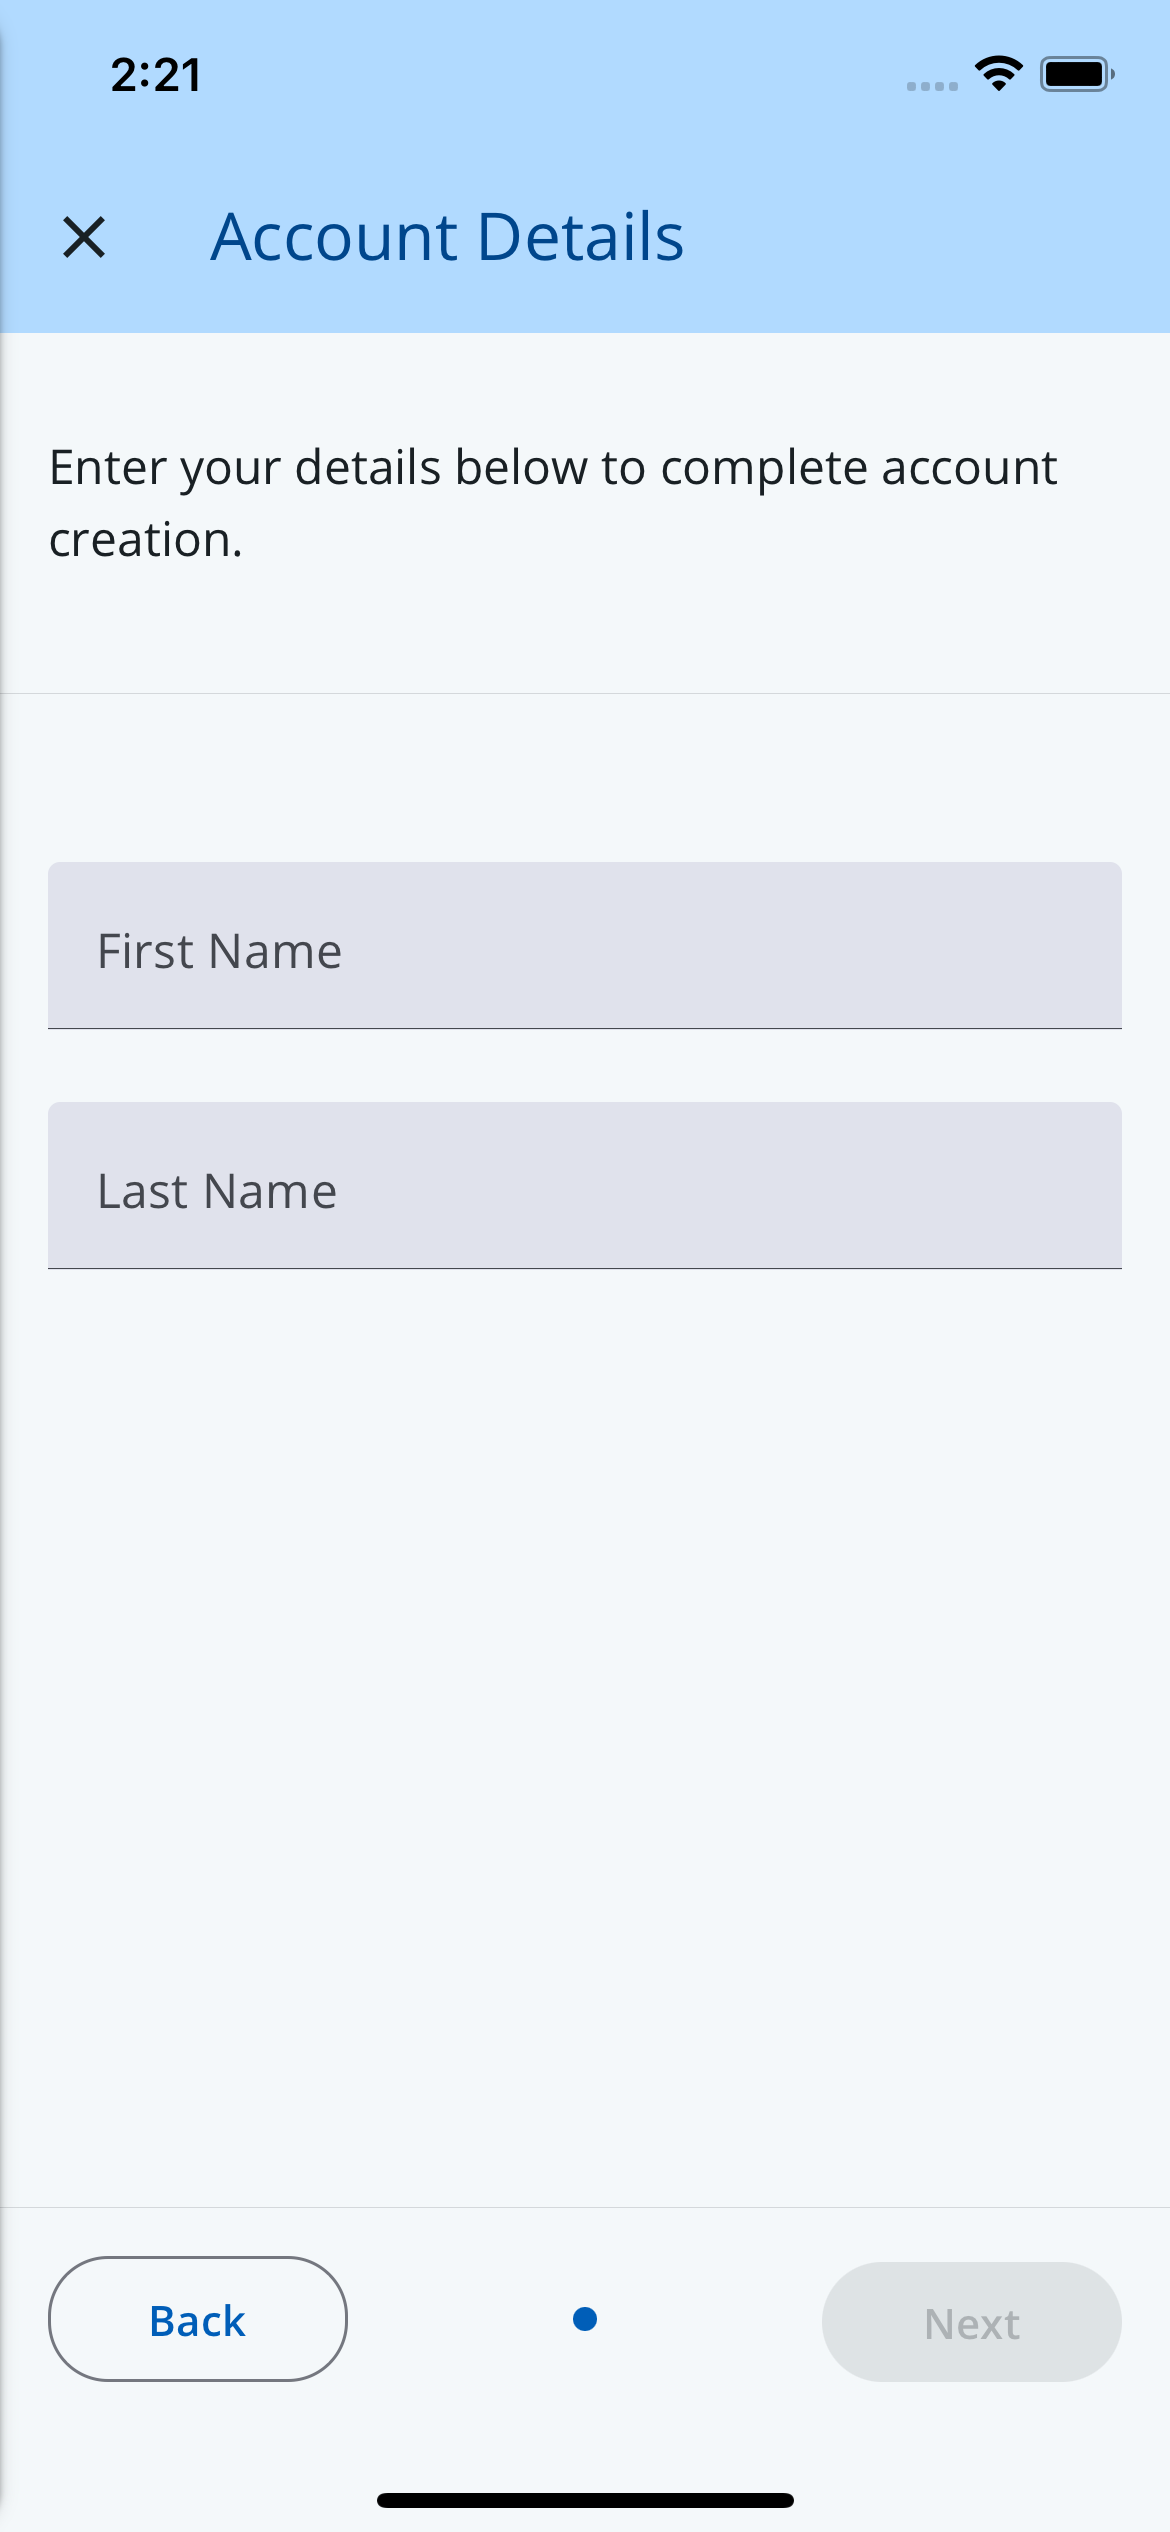 2:21
Account Details
Enter your details below to complete account
creation.
First Name
Last Name
Back
Next